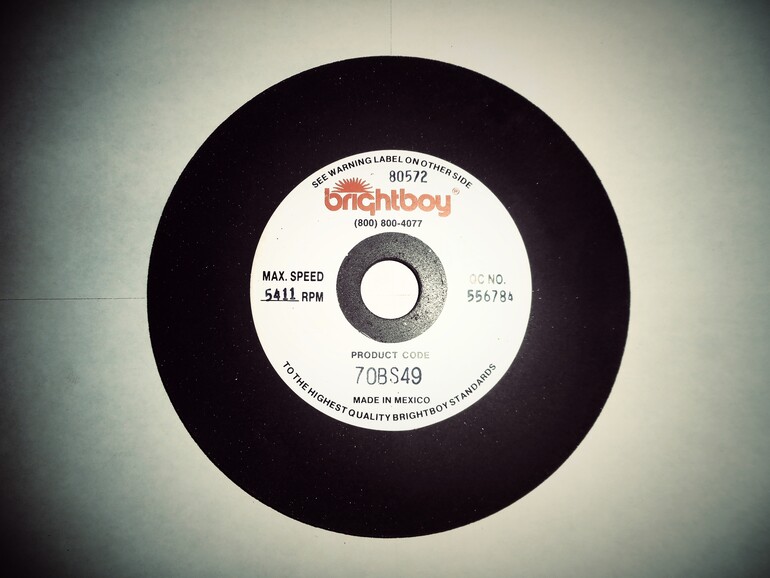 SEE WARNING LABEL ON OTHER SIDE
80572
brightboy®
(800) 800-4077
MAX. SPEED
5411 RPM
NO.
556784
PRODUCT CODE
70BS49
MADE IN MEXICO
TO THE HIGHEST QUALITY BRIGHTBOY STANDARDS